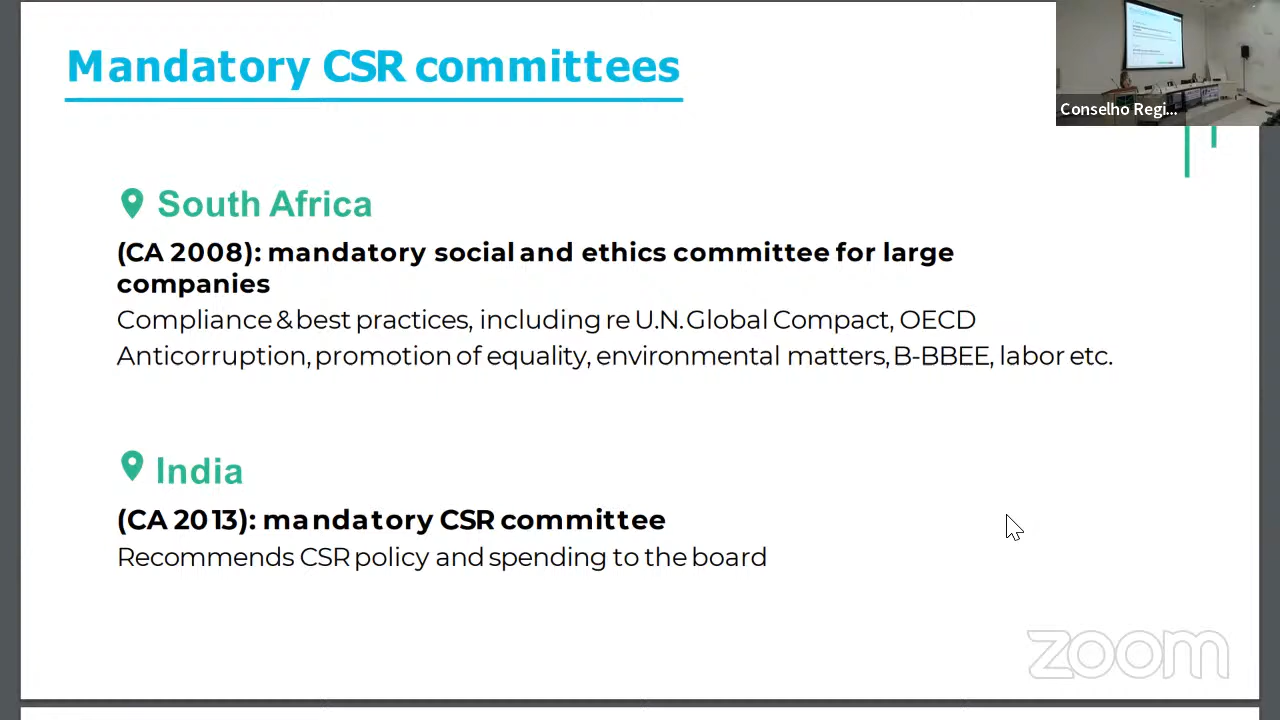 Mandatory CSR committees
Conselho Regi...
South Africa
(CA 2008): mandatory social and ethics committee for large
companies
Compliance & best practices, including re U.N. Global Compact, OECD
Anticorruption, promotion of equality, environmental matters, B-BBEE, labor etc.
India
(CA 2013): mandatory CSR committee
Recommends CSR policy and spending to the board
zoom